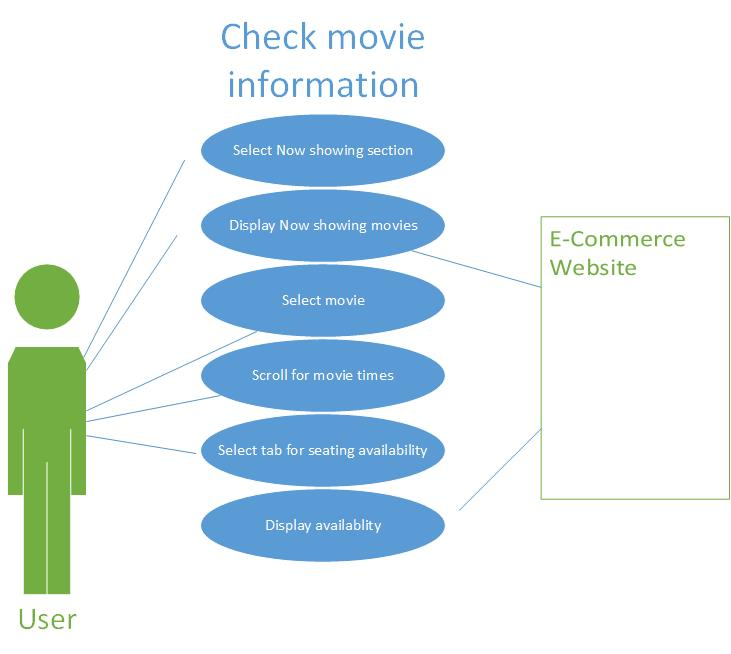 Check movie
information
Select Now showing section
Display Now showing movies
E-Commerce
Website
Select movie
Scroll for movie times
Select tab for seating availability
Display availablity
User